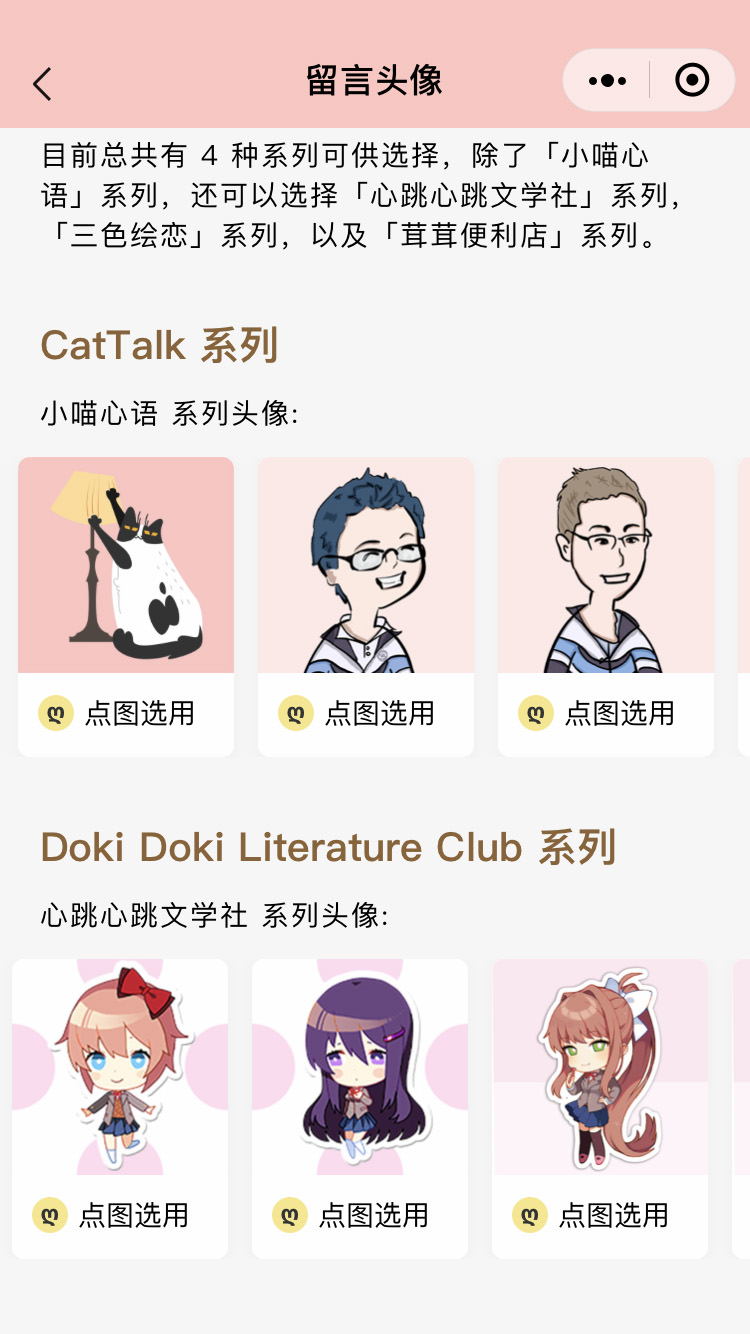 留言头像
目前总共有 4 种系列可供选择，除了「小喵心
语」系列，还可以选择「心跳心跳文学社」系列，
「三色绘恋」系列，以及「茸茸便利店」系列。
CatTalk 系列
小喵心语 系列头像:
点图选用
点图选用
点图选用
Doki Doki Literature Club 系列
心跳心跳文学社 系列头像:
点图选用
点图选用
点图选用